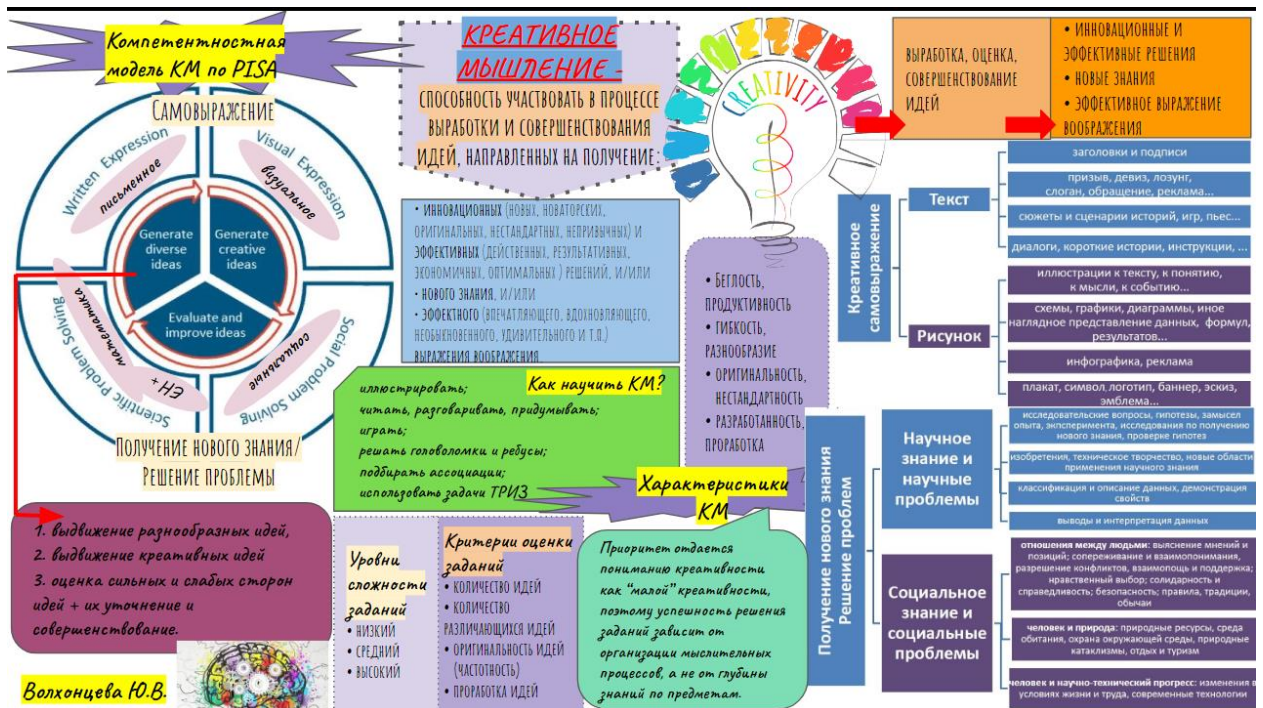 Компетентностная
модель КМ по PISA
Самовыражение
Written Expression
письменное
Visual Expression
визуальное
Generate
diverse
ideas
Generate
creative
ideas
Evaluate and
improve ideas
Scientific Problem Solving
математика
ЕН+
Social Problem Solving
социальные
Получение нового знания/
Решение проблемы
1. выдвижение разнообразных идей,
2. выдвижение креативных идей
3. оценка сильных и слабых сторон
идей + их уточнение и
совершенствование.
Волхонцева Ю.В.
КРЕАТИВНОЕ
МЫШЛЕНИЕ -
способность участвовать в процессе
выработки и совершенствования
идей, направленных на получение:
• инновационных (новых, новаторских,
оригинальных, нестандартных, непривычных) и
эффективных (действенных, результативных,
экономичных, оптимальных) решений, и/или
• нового знания, и/или
• эффектного (впечатляющего, вдохновляющего,
необыкновенного, удивительного и т.п.)
выражения воображения
Как научить КМ?
иллюстрировать;
читать, разговаривать, придумывать;
играть;
решать головоломки и ребусы;
подбирать ассоциации;
использовать задачи ТРИЗ
Уровни
сложности
заданий
• низкий
• средний
• высокий
Критерии оценки
заданий
• количество идей
• количество
различающихся идей
• оригинальность идей
(частотность)
• проработка идей
CREATIVITY
• Беглость,
продуктивность
• гибкость,
разнообразие
• оригинальность,
нестандартность
• разработанность,
проработка
Характеристики
КМ
Приоритет отдается
пониманию креативности
как "малой" креативности,
поэтому успешность решения
заданий зависит от
организации мыслительных
процессов, а не от глубины
знаний по предметам.
выработка, оценка,
совершенствование
идей
• инновационные и
эффективные решения
• новые знания
• эффективное выражение
воображения
Креативное
самовыражение
Текст
заголовки и подписи
призыв, девиз, лозунг,
слоган, обращение, реклама...
сюжеты и сценарии историй, игр, пьес...
диалоги, короткие истории, инструкции, ...
Рисунок
иллюстрации к тексту, к понятию,
к мысли, к событию...
схемы, графики, диаграммы, иное
наглядное представление данных, формул,
результатов...
инфографика, реклама
плакат, символ,логотип, баннер, эскиз,
эмблема...
Получение нового знания
Решение проблем
Научное
знание и
научные
проблемы
исследовательские вопросы, гипотезы, замысел
опыта, экпсперимента, исследования по получению
нового знания, проверке гипотез
изобретения, техническое творчество, новые области
применения научного знания
классификация и описание данных, демонстрация
свойств
выводы и интерпретация данных
Социальное
знание и
социальные
проблемы
отношения между людьми: выяснение мнений и
позиций; сопереживание и взаимопонимания,
разрешение конфликтов, взаимопощь и поддержка;
нравственный выбор; солидарность и
справедливость; безопасность; правила, традиции,
обычаи
человек и природа: природные ресурсы, среда
обитания, охрана окружающей среды, природные
катаклизмы, отдых и туризм
человек и научно-технический прогресс: изменения в
условиях жизни и труда, современные технологии